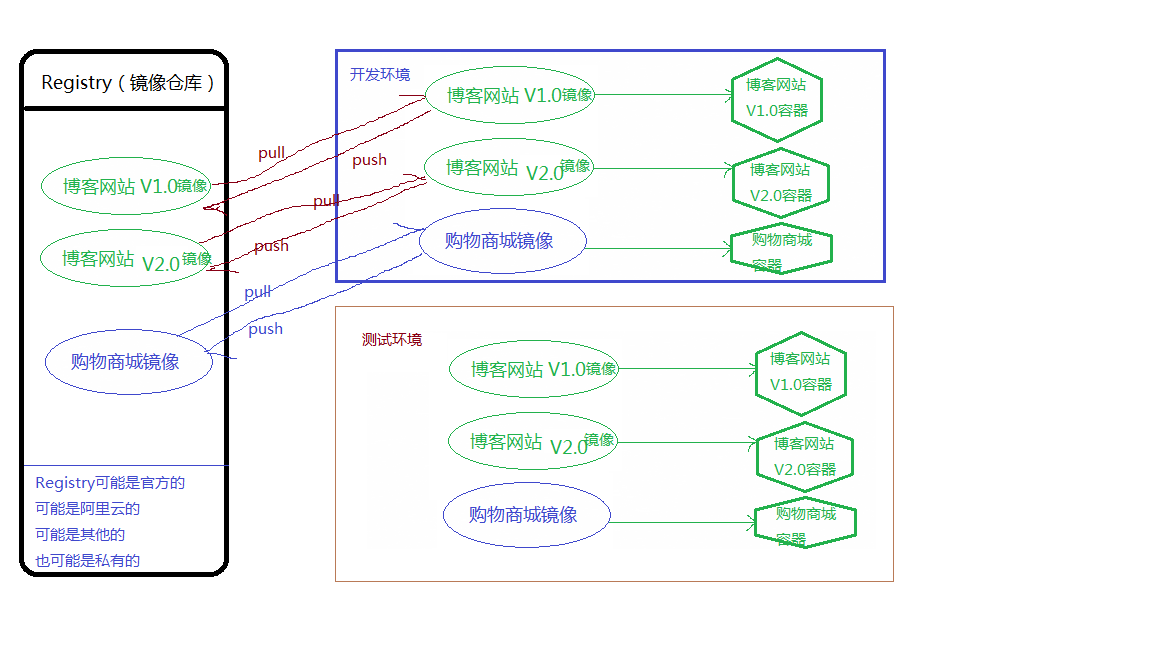 Registry（镜像仓库）
博客网站 V1.0镜像
博客网站 V2.0镜像
购物商城镜像
Registry可能是官方的
可能是阿里云的
可能是其他的
也可能是私有的
pull
push
pull
push
pull
push
开发环境
博客网站 V1.0镜像
博客网站
V1.0容器
博客网站 V2.0镜像
博客网站
V2.0容器
购物商城镜像
购物商城
容器
测试环境
博客网站 V1.0镜像
博客网站
V1.0容器
博客网站 V2.0镜像
博客网站
V2.0容器
购物商城镜像
购物商城
容器